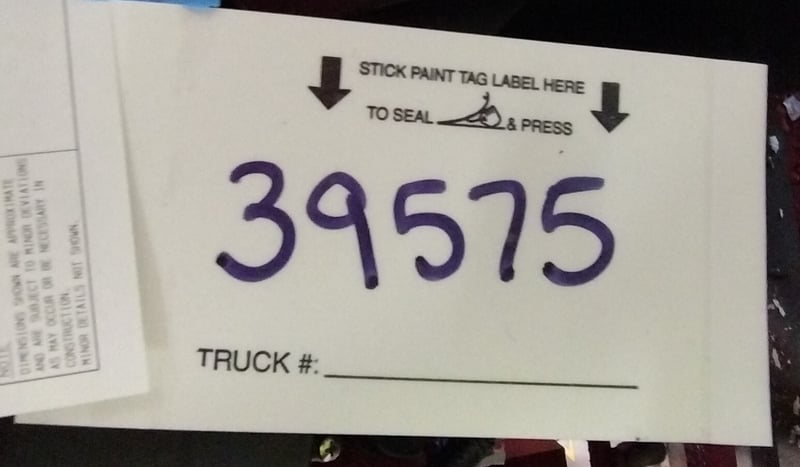 STICK PAINT TAG LABEL HERE
TO SEAL & PRESS
39575
TRUCK #:
NOTE
DIMENSIONS SHOWN ARE APPROXIMATE
AND ARE SUBJECT TO MINOR DEVIATIONS
AS MAY OCCUR OR BE NECESSARY IN
CONSTRUCTION.
MINOR DETAILS NOT SHOWN.